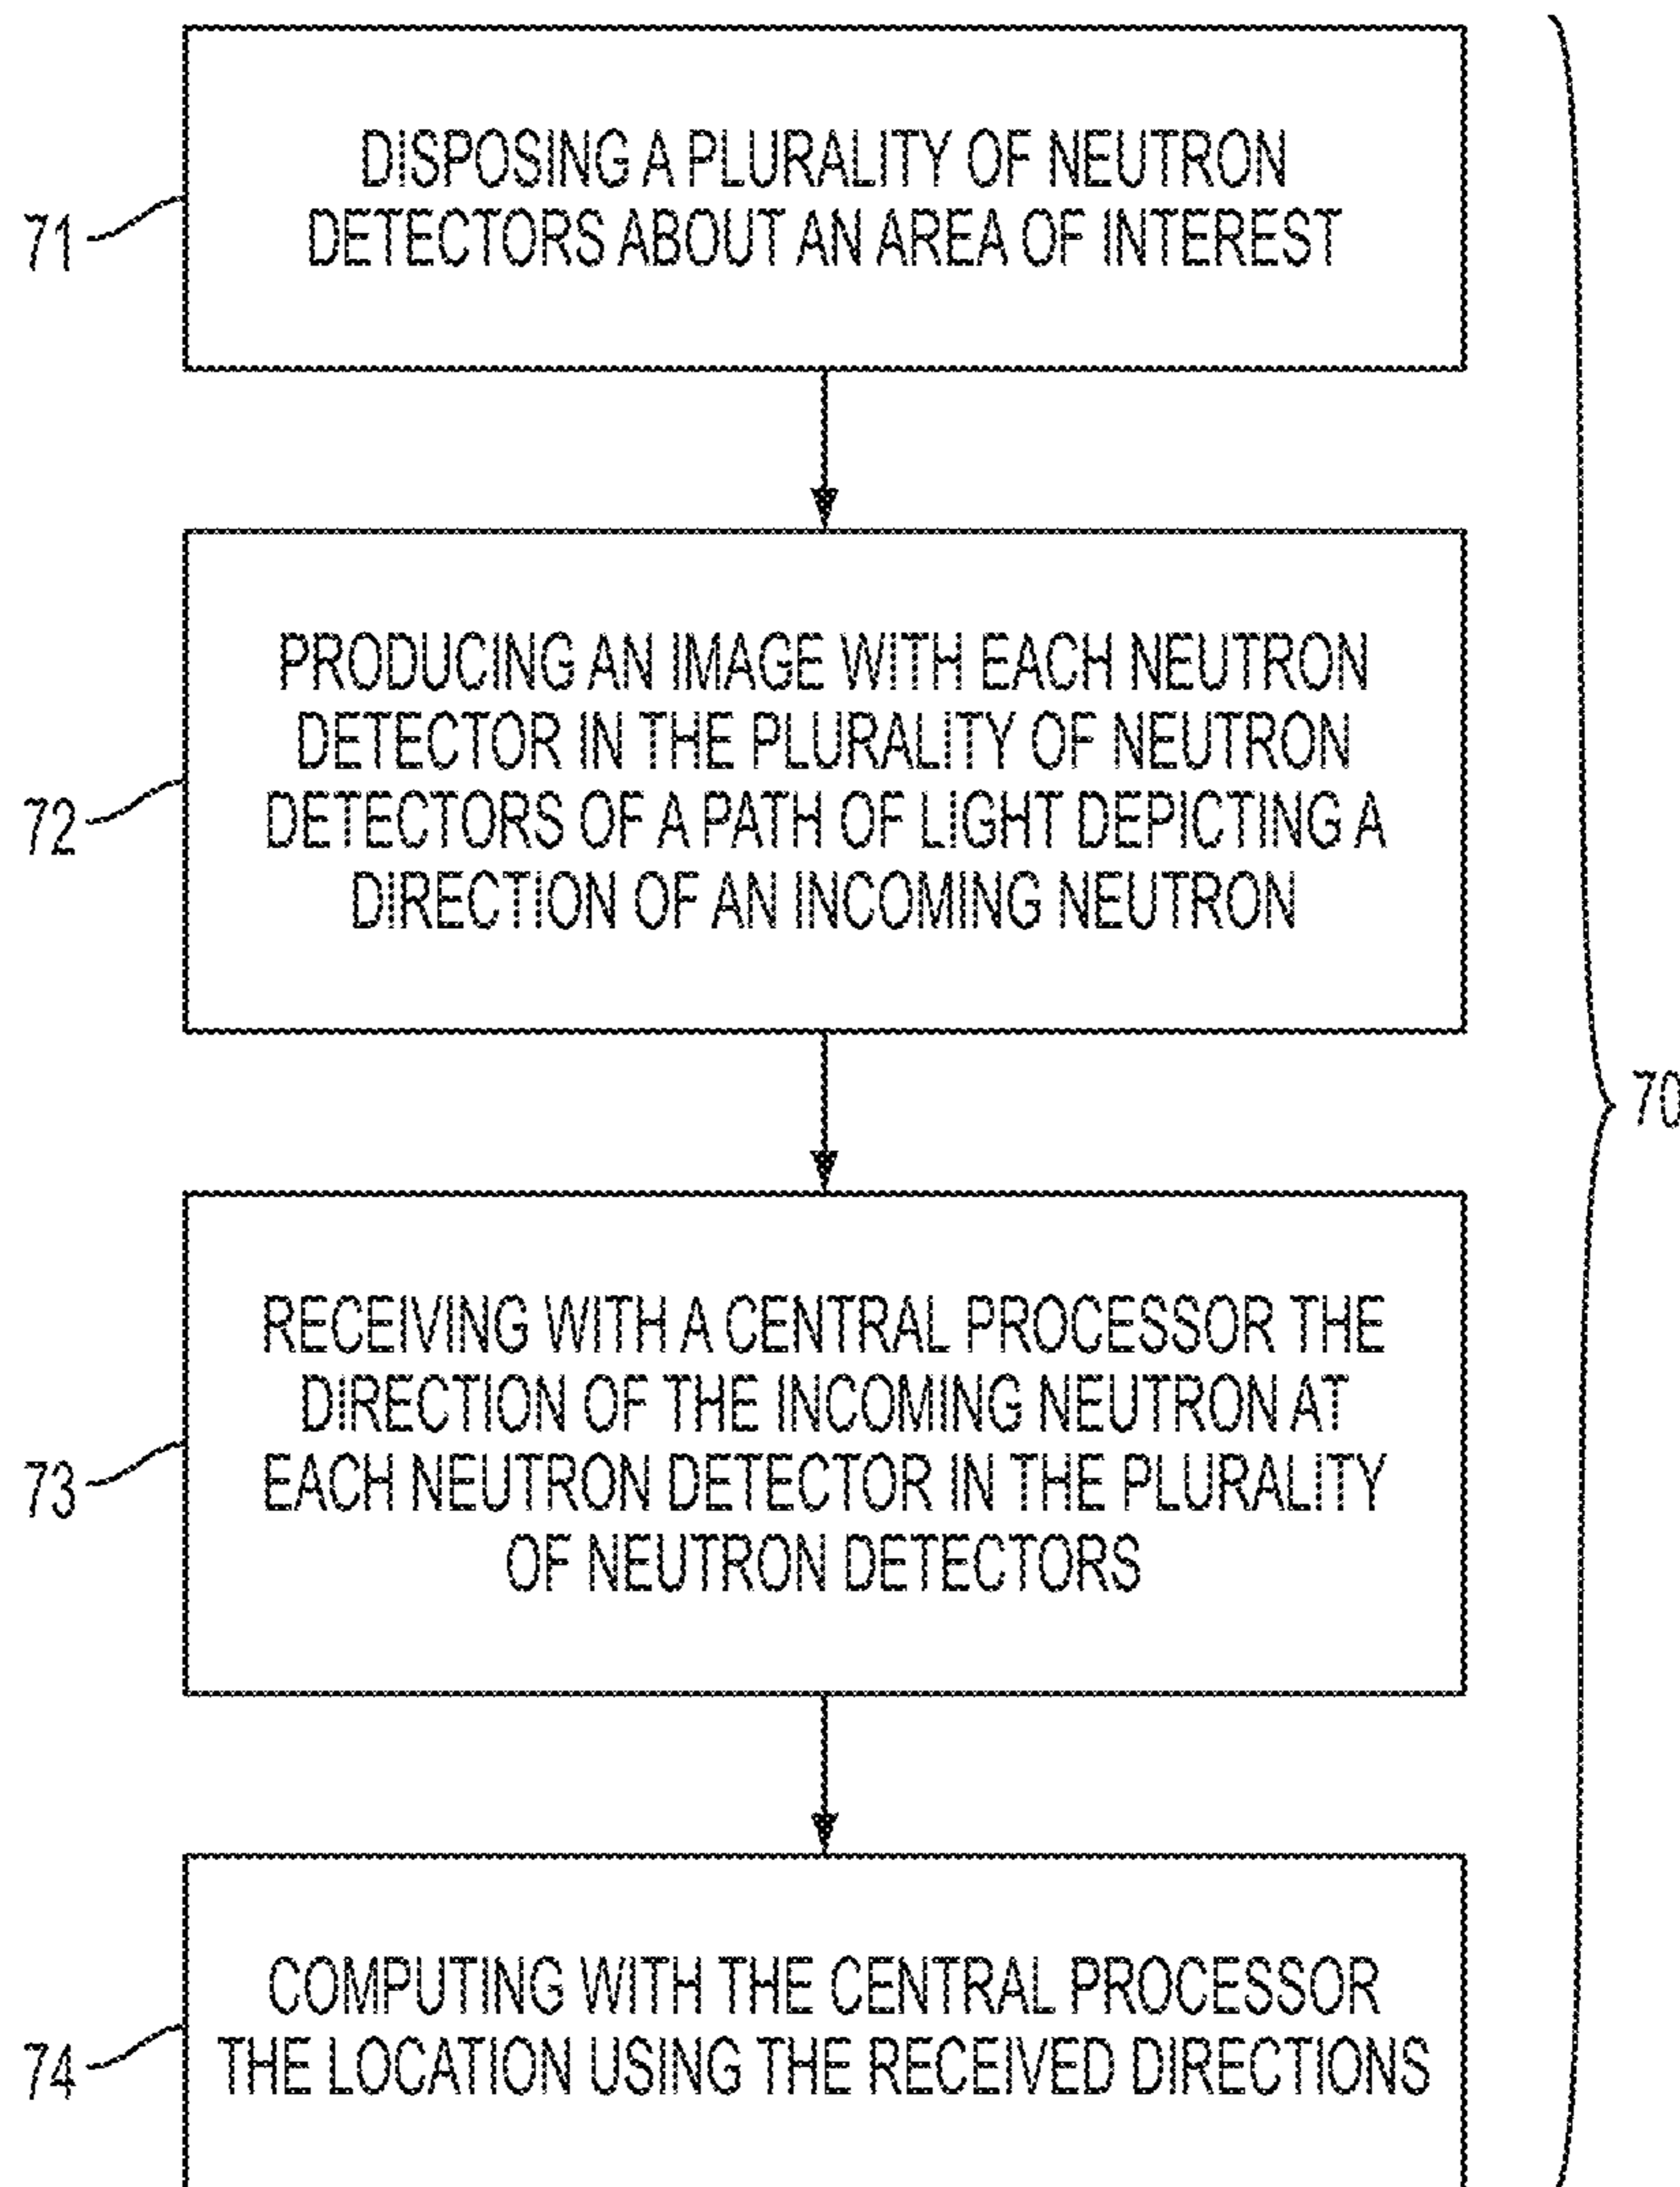 DISPOSING A PLURALITY OF NEUTRON
DETECTORS ABOUT AN AREA OF INTEREST
71
PRODUCING AN IMAGE WITH EACH NEUTRON
DETECTOR IN THE PLURALITY OF NEUTRON
DETECTORS OF A PATH OF LIGHT DEPICTING A
DIRECTION OF AN INCOMING NEUTRON
72
70
RECEIVING WITH A CENTRAL PROCESSOR THE
DIRECTION OF THE INCOMING NEUTRON AT
EACH NEUTRON DETECTOR IN THE PLURALITY
OF NEUTRON DETECTORS
73
COMPUTING WITH THE CENTRAL PROCESSOR
THE LOCATION USING THE RECEIVED DIRECTIONS
74